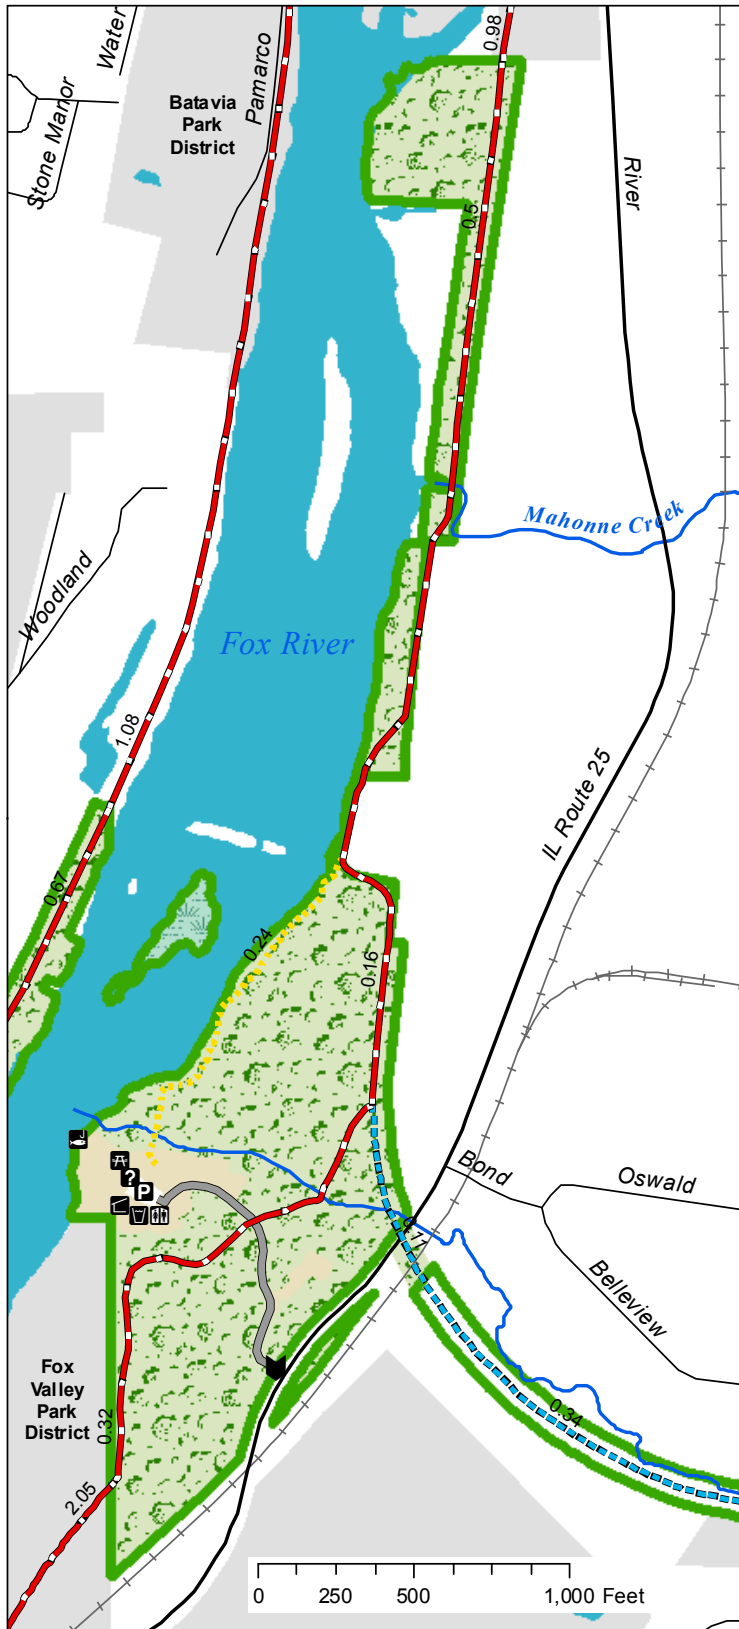 Water
Pamarco
0.98
Stone Manor
Batavia
Park
District
River
0.5
Mahonne Creek
Woodland
Fox River
1.08
IL Route 25
0.67
0.24
0.16
?
P
Bond
Oswald
0.11
Belleview
Fox
Valley
Park
District
0.32
0.34
2.05
0 250 500 1,000 Feet